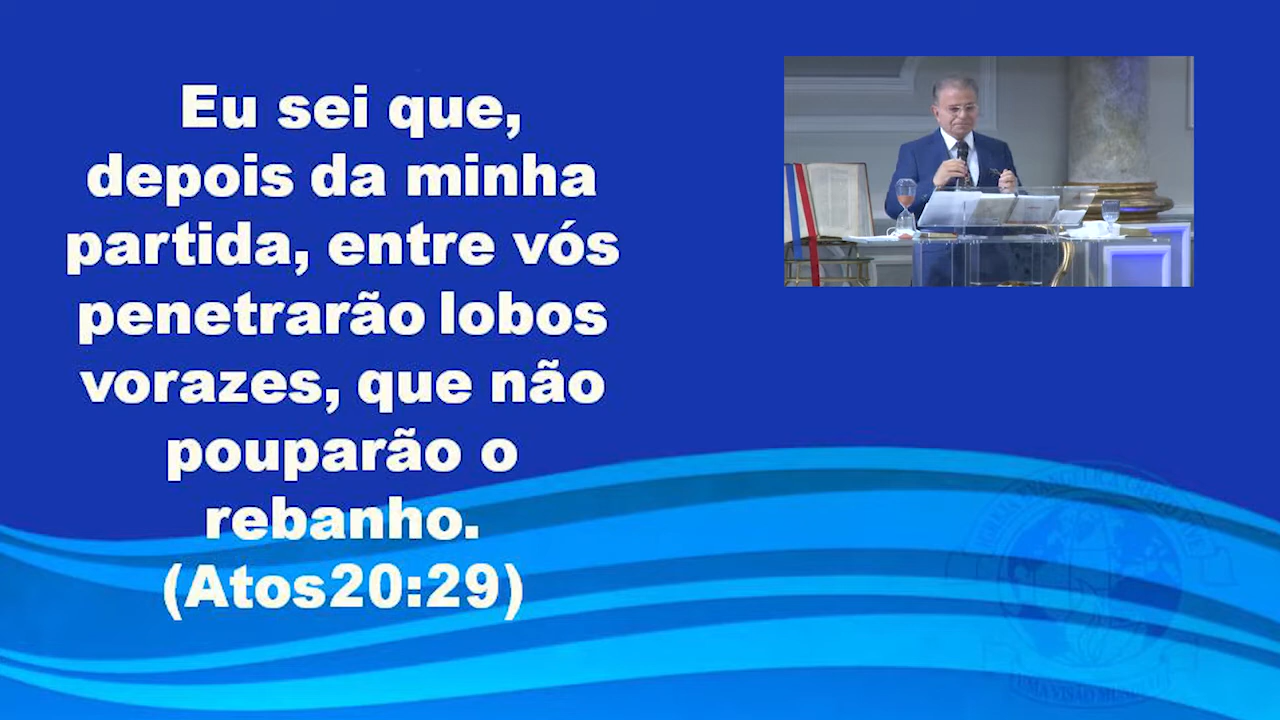 Eu sei que,
depois da minha
partida, entre vós
penetrarão lobos
vorazes, que não
pouparão o
rebanho.
(Atos20:29)